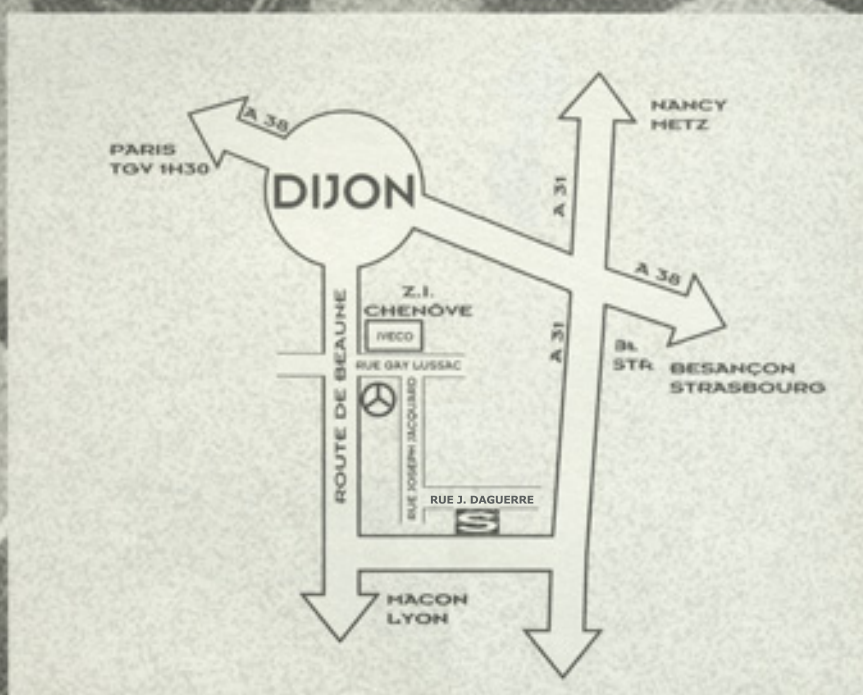 A 38
PARIS
TGV 1H30
DIJON
NANCY
METZ
A 31
A 38
Z.I.
CHENÔVE
IVECO
ROUTE DE BEAUNE
RUE GAY LUSSAC
A 31
STR
BESANÇON
STRASBOURG
RUE JOSEPH JACQUARD
RUE J. DAGUERRE
S
MACON
LYON